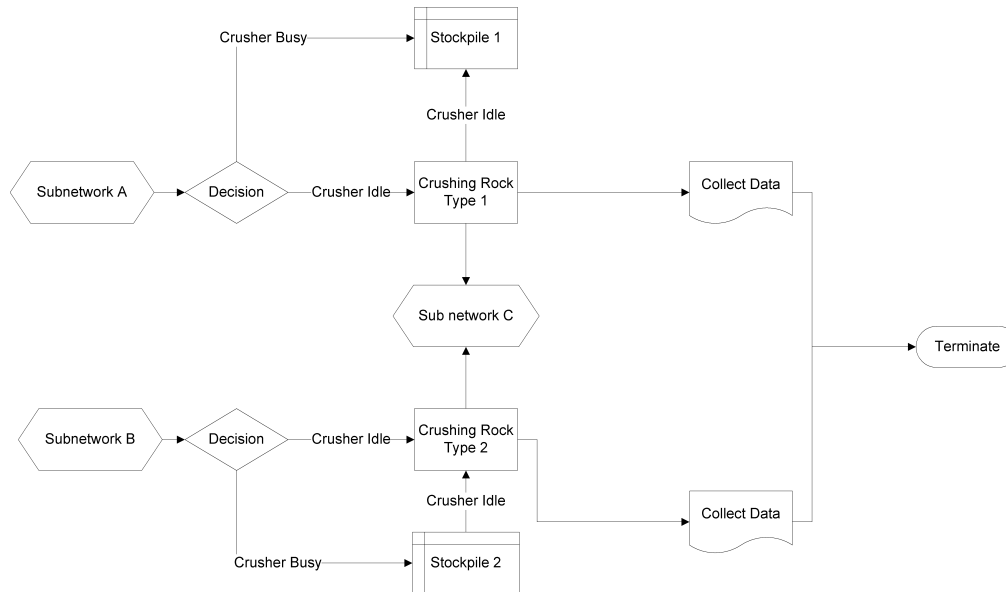 Crusher Busy
Stockpile 1
Crusher Idle
Subnetwork A
Decision
Crusher Idle
Crushing Rock
Type 1
Collect Data
Sub network C
Terminate
Subnetwork B
Decision
Crusher Idle
Crushing Rock
Type 2
Crusher Idle
Collect Data
Crusher Busy
Stockpile 2